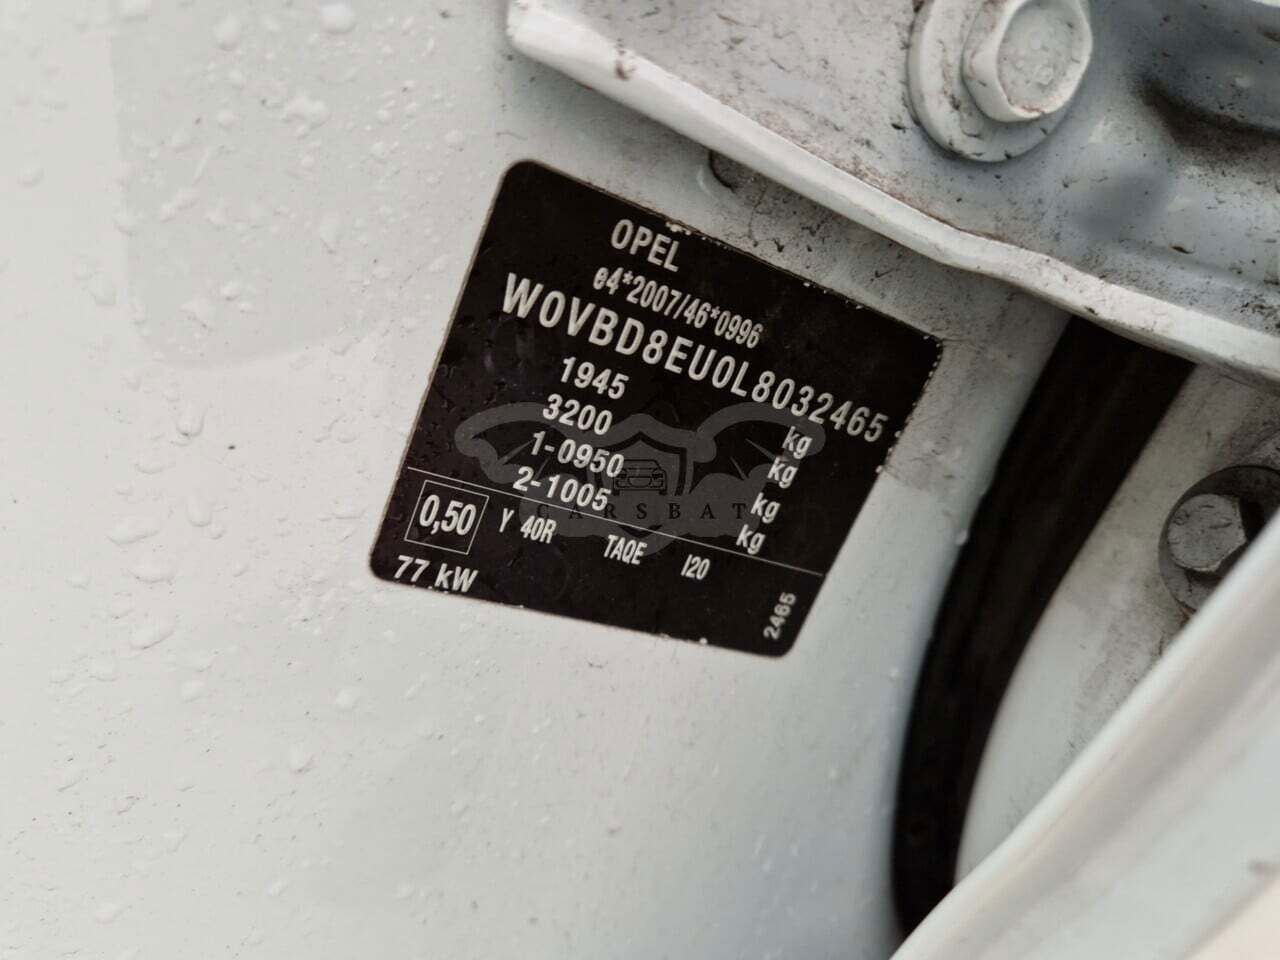 OPEL
e4*2007/46*0996
W0VBD8EU0L8032465
1945 kg
3200 kg
1-0950 kg
2-1005 kg
0,50 Y 40R TAQE I20
77 kW 2465
CARSBAT